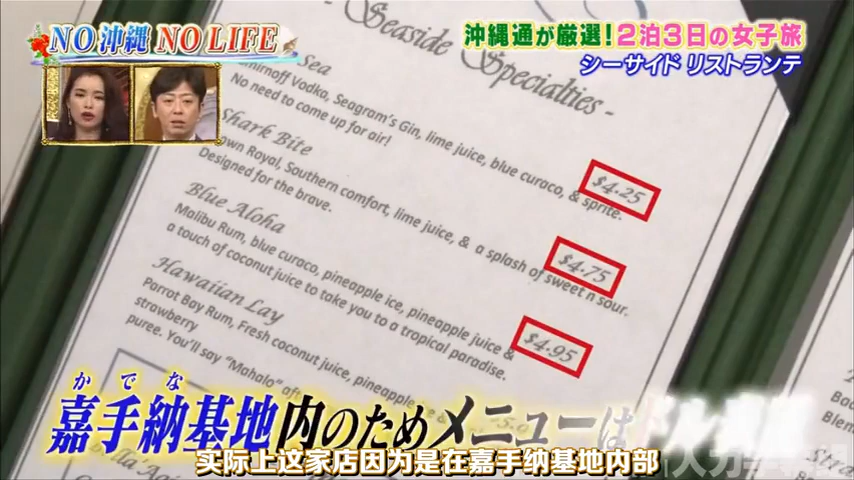 NO 沖縄 NO LIFE
沖縄通が厳選!2泊3日の女子旅
シーサイド リストランテ
- Seaside Specialties -
Sea
Smirnoff Vodka, Seagram's Gin, lime juice, blue curaco, & sprite.
No need to come up for air!
$4.25
Shark Bite
Crown Royal, Southern comfort, lime juice, & a splash of sweet n sour.
Designed for the brave.
$4.75
Blue Aloha
Malibu Rum, blue curaco, pineapple ice, pineapple juice &
a touch of coconut juice to take you to a tropical paradise.
$4.95
Hawaiian Lay
Parrot Bay Rum, Fresh coconut juice, pineapple
strawberry
puree. You'll say "Mahalo"
かでな
嘉手納基地内のためメニューは
实际上这家店因为是在嘉手纳基地内部